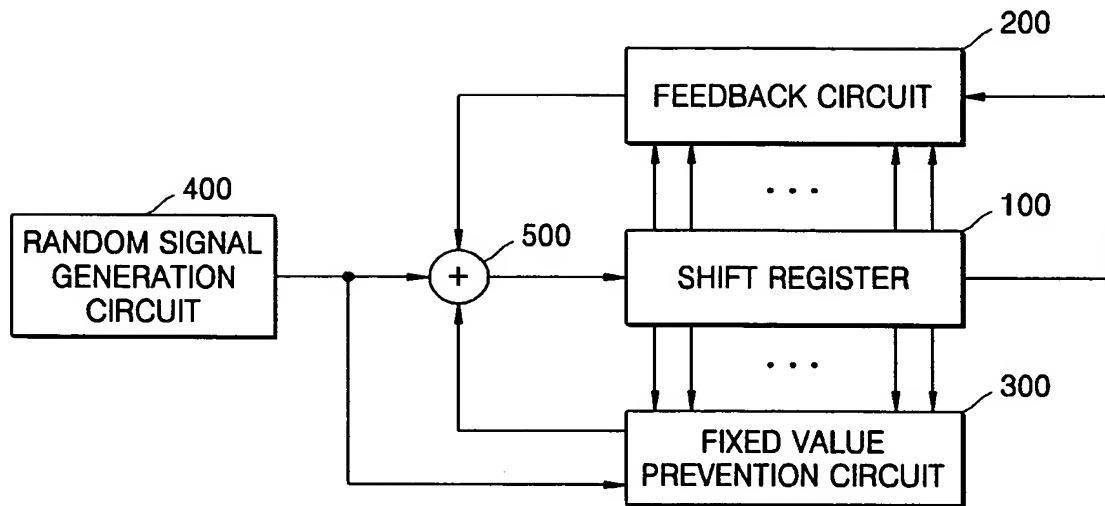 200
FEEDBACK CIRCUIT
400
RANDOM SIGNAL
GENERATION
CIRCUIT
500
+
. . .
100
SHIFT REGISTER
. . .
300
FIXED VALUE
PREVENTION CIRCUIT